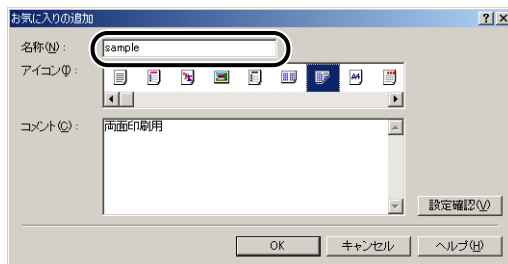 お気に入りの追加
名称(N):
sample
アイコン(I):
A4
コメント(C):
両面印刷用
設定確認(V)
OK
キャンセル
ヘルプ(H)